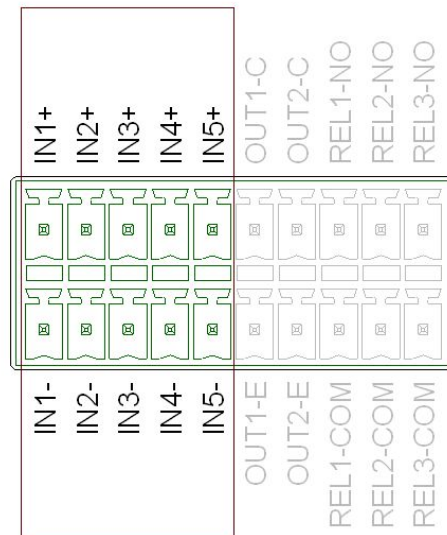 IN1+
IN2+
IN3+
IN4+
IN5+
OUT1-C
OUT2-C
REL1-NO
REL2-NO
REL3-NO
IN1-
IN2-
IN3-
IN4-
IN5-
OUT1-E
OUT2-E
REL1-COM
REL2-COM
REL3-COM